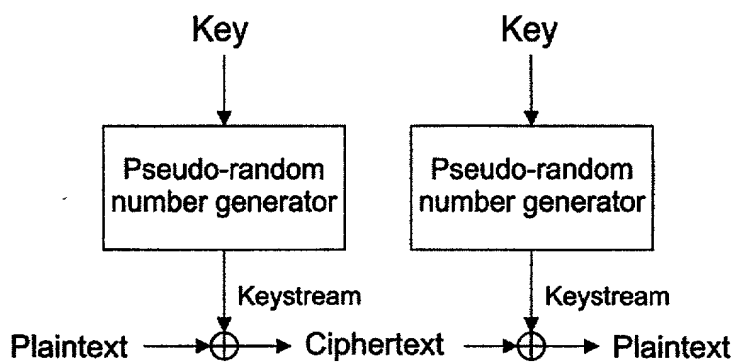 Key Key
Pseudo-random Pseudo-random
number generator number generator
Keystream Keystream
Plaintext Ciphertext Plaintext